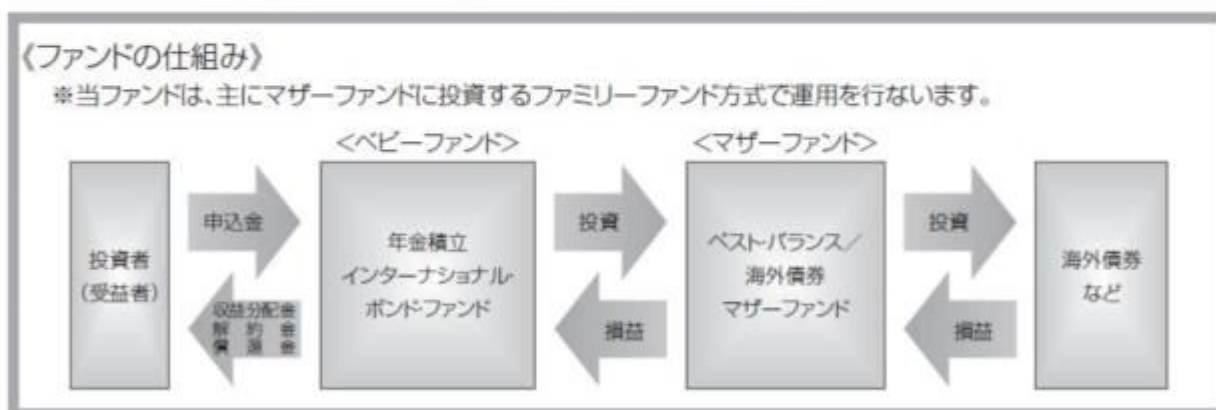 《ファンドの仕組み》
※当ファンドは、主にマザーファンドに投資するファミリーファンド方式で運用を行ないます。
<ベビーファンド>
<マザーファンド>
投資者
(受益者)
申込金
収益分配金
解約金
償還金
年金積立
インターナショナル・
ボンド・ファンド
投資
損益
ベスト・バランス/
海外債券
マザーファンド
投資
損益
海外債券
など